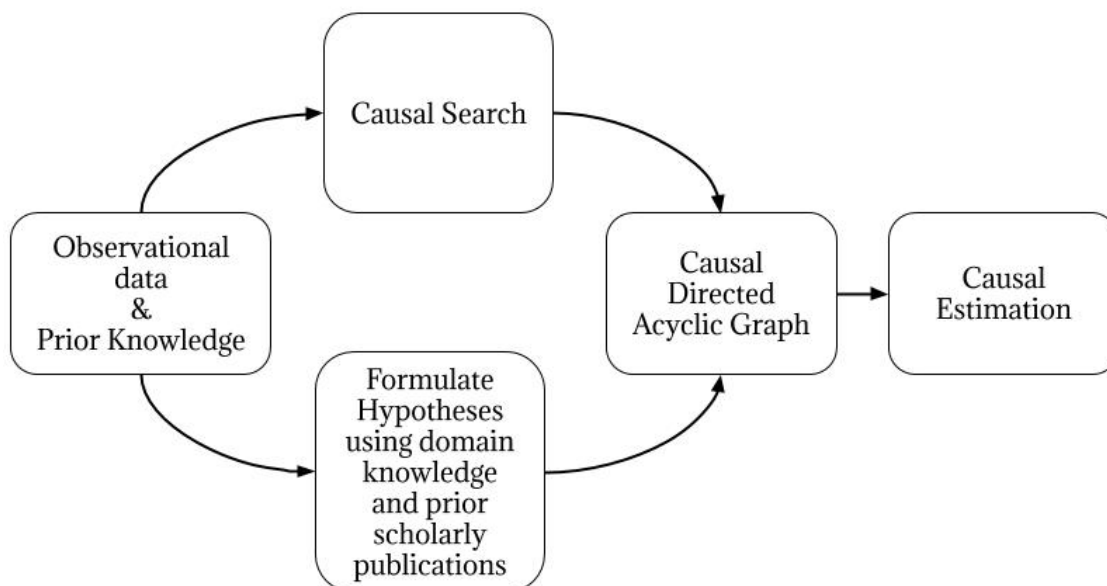 Causal Search
Observational
data
&
Prior Knowledge
Formulate
Hypotheses
using domain
knowledge
and prior
scholarly
publications
Causal
Directed
Acyclic Graph
Causal
Estimation